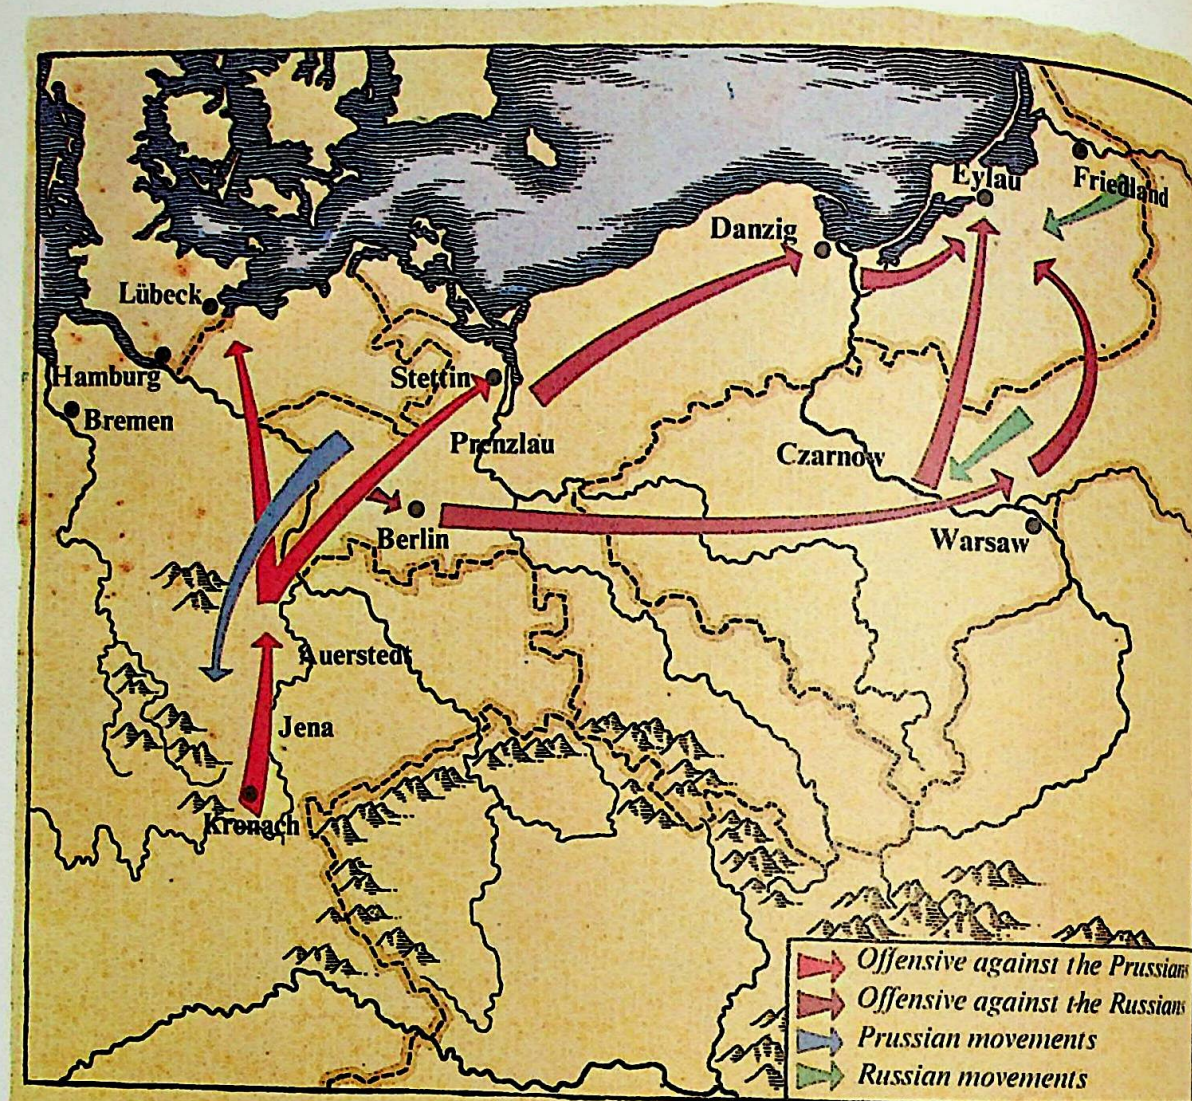 Eylau
Friedland
Danzig
Lübeck
Hamburg
Stettin
Bremen
Prenzlau
Czarnow
Berlin
Warsaw
Auerstedt
Jena
Kronach
Offensive against the Prussians
Offensive against the Russians
Prussian movements
Russian movements